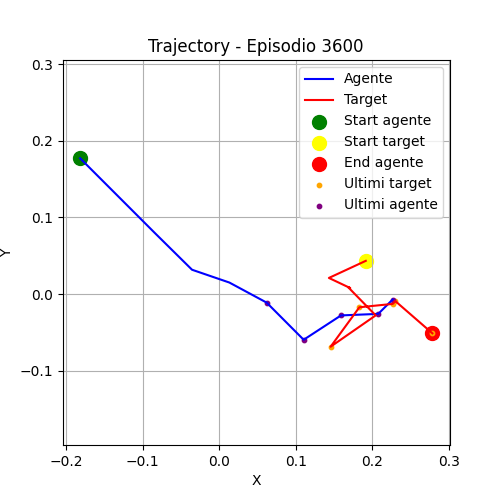 Trajectory - Episodio 3600
Agente
Target
Start agente
Start target
End agente
Ultimi target
Ultimi agente
0.3
0.2
0.1
0.0
−0.1
Y
−0.2
−0.1
0.0
0.1
0.2
0.3
X